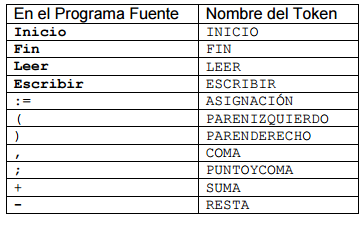 En el Programa Fuente Nombre del Token
Inicio INICIO
Fin FIN
Leer LEER
Escribir ESCRIBIR
:= ASIGNACIÓN
( PARENIZQUIERDO
) PARENDERECHO
, COMA
; PUNTOYCOMA
+ SUMA
- RESTA